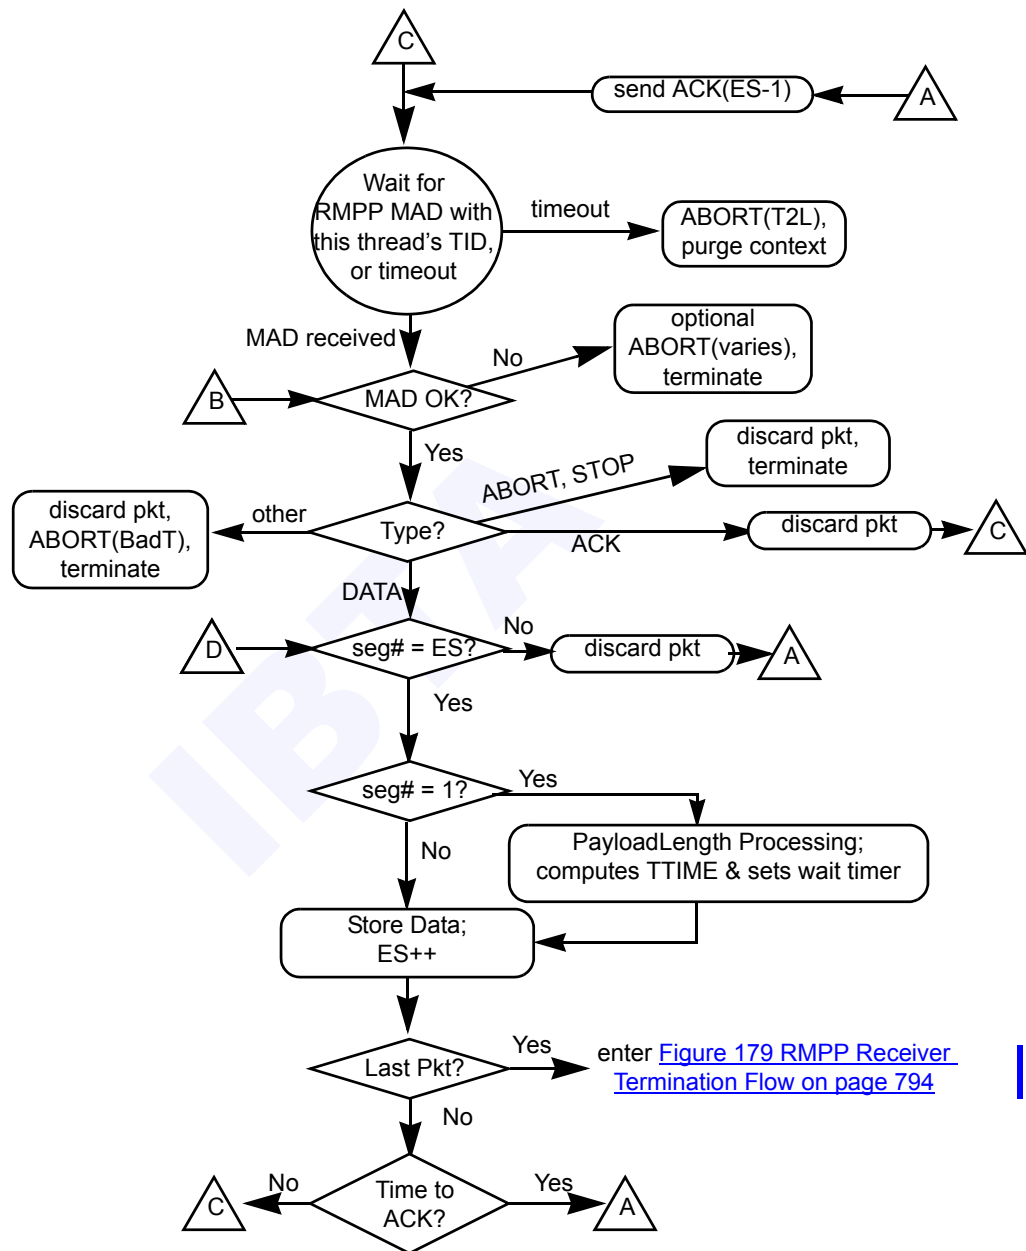 C
send ACK(ES-1)
A
Wait for
RMPP MAD with
this thread's TID,
or timeout
timeout
ABORT(T2L),
purge context
MAD received
optional
ABORT(varies),
terminate
No
B
MAD OK?
Yes
discard pkt,
terminate
ABORT, STOP
discard pkt,
ABORT(BadT),
terminate
other
Type?
ACK
discard pkt
C
DATA
D
seg# = ES?
No
discard pkt
A
Yes
seg# = 1?
Yes
No
PayloadLength Processing;
computes TTIME & sets wait timer
Store Data;
ES++
Last Pkt?
Yes
enter Figure 179 RMPP Receiver
Termination Flow on page 794
No
C
No
Time to
ACK?
Yes
A
IBTA